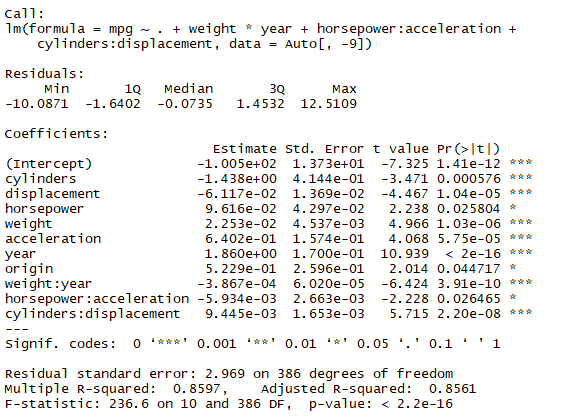 Call:
lm(formula = mpg ~ . + weight * year + horsepower:acceleration +
    cylinders:displacement, data = Auto[, -9])
Residuals:
     Min       1Q   Median       3Q      Max
-10.0871  -1.6402  -0.0735   1.4532  12.5109
Coefficients:
                          Estimate Std. Error t value Pr(>|t|)
(Intercept)             -1.005e+02  1.373e+01  -7.325 1.41e-12 ***
cylinders               -1.438e+00  4.144e-01  -3.471 0.000576 ***
displacement            -6.117e-02  1.369e-02  -4.467 1.04e-05 ***
horsepower               9.616e-02  4.297e-02   2.238 0.025804 *
weight                   2.253e-02  4.537e-03   4.966 1.03e-06 ***
acceleration             6.402e-01  1.574e-01   4.068 5.75e-05 ***
year                     1.860e+00  1.700e-01  10.939  < 2e-16 ***
origin                   5.229e-01  2.596e-01   2.014 0.044717 *
weight:year             -3.867e-04  6.020e-05  -6.424 3.91e-10 ***
horsepower:acceleration -5.934e-03  2.663e-03  -2.228 0.026465 *
cylinders:displacement   9.445e-03  1.653e-03   5.715 2.20e-08 ***
---
Signif. codes:  0 ‘***’ 0.001 ‘**’ 0.01 ‘*’ 0.05 ‘.’ 0.1 ‘ ’ 1
Residual standard error: 2.969 on 386 degrees of freedom
Multiple R-squared:  0.8597,	Adjusted R-squared:  0.8561
F-statistic: 236.6 on 10 and 386 DF,  p-value: < 2.2e-16